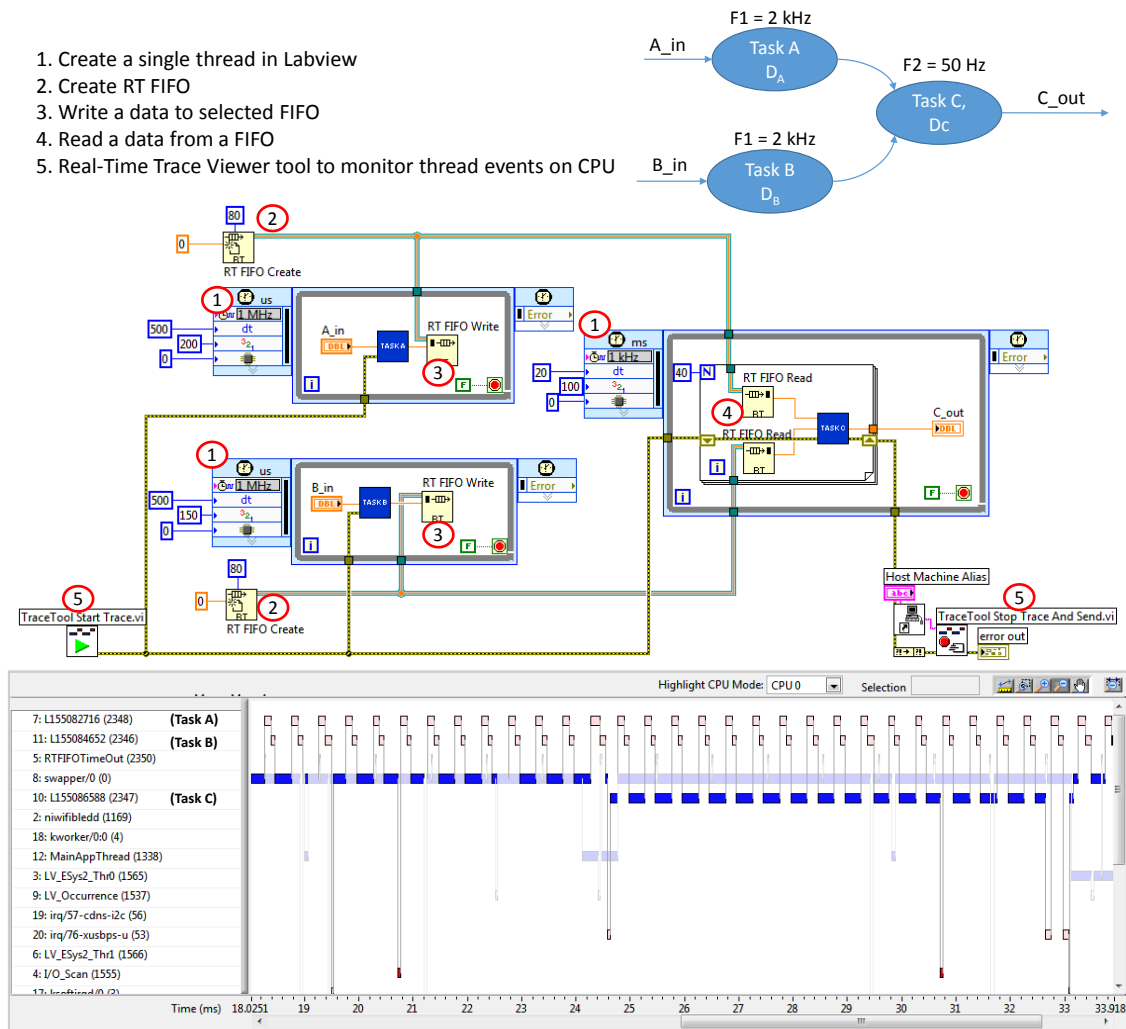 1. Create a single thread in Labview
2. Create RT FIFO
3. Write a data to selected FIFO
4. Read a data from a FIFO
5. Real-Time Trace Viewer tool to monitor thread events on CPU
F1 = 2 kHz
A_in
Task A
D_A
F2 = 50 Hz
Task C,
Dc
C_out
F1 = 2 kHz
B_in
Task B
D_B
80
2
0
RT
RT FIFO Create
1
us
1 MHz
500
dt
200
0
A_in
DBL
TASK A
RT FIFO Write
3
i
F
Error
1
ms
1 kHz
20
dt
100
0
40
N
RT FIFO Read
4
RT
RT FIFO Read
RT
TASK C
i
i
C_out
DBL
F
Error
1
us
1 MHz
500
dt
150
0
B_in
DBL
TASK B
RT FIFO Write
RT
3
i
F
Error
80
0
2
RT
RT FIFO Create
5
TraceTool Start Trace.vi
Host Machine Alias
abc
5
TraceTool Stop Trace And Send.vi
error out
Highlight CPU Mode: CPU 0
Selection
7: L155082716 (2348) (Task A)
11: L155084652 (2346) (Task B)
5: RTFIFOTimeOut (2350)
8: swapper/0 (0)
10: L155086588 (2347) (Task C)
2: niwifibledd (1169)
18: kworker/0:0 (4)
12: MainAppThread (1338)
3: LV_ESys2_Thr0 (1565)
9: LV_Occurrence (1537)
19: irq/57-cdns-i2c (56)
20: irq/76-xusbps-u (53)
6: LV_ESys2_Thr1 (1566)
4: I/O_Scan (1555)
17: ksoftirqd/0 (3)
Time (ms) 18.0251 19 20 21 22 23 24 25 26 27 28 29 30 31 32 33 33.918